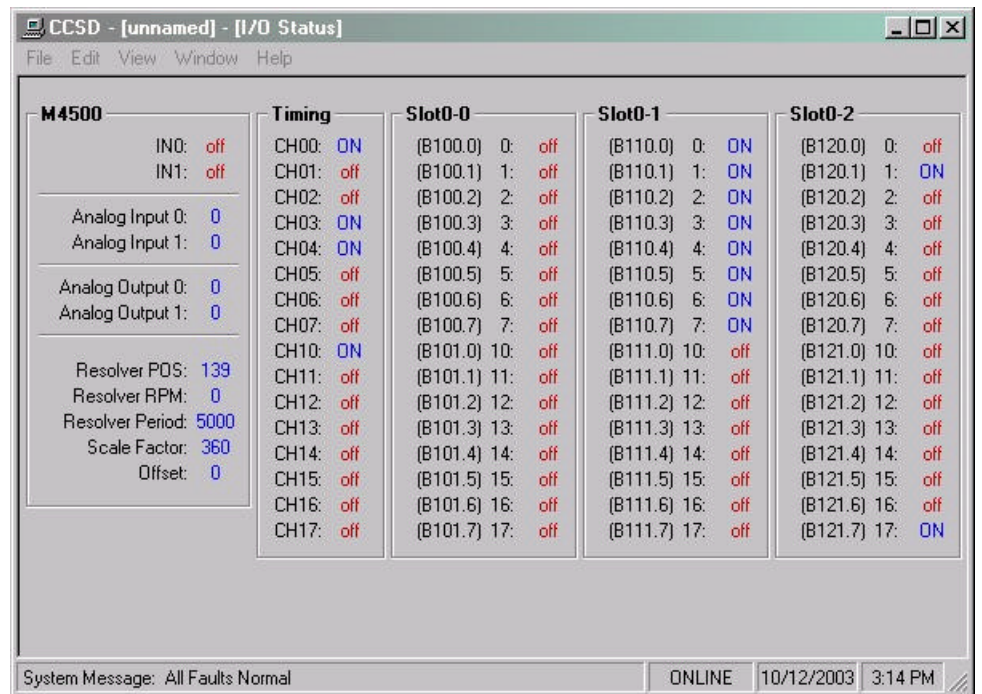 CCSD - [unnamed] - [I/O Status]
File Edit View Window Help
M4500
IN0: off
IN1: off
Analog Input 0: 0
Analog Input 1: 0
Analog Output 0: 0
Analog Output 1: 0
Resolver POS: 139
Resolver RPM: 0
Resolver Period: 5000
Scale Factor: 360
Offset: 0
Timing
CH00: ON
CH01: off
CH02: off
CH03: ON
CH04: ON
CH05: off
CH06: off
CH07: off
CH10: ON
CH11: off
CH12: off
CH13: off
CH14: off
CH15: off
CH16: off
CH17: off
Slot0-0
(B100.0) 0: off
(B100.1) 1: off
(B100.2) 2: off
(B100.3) 3: off
(B100.4) 4: off
(B100.5) 5: off
(B100.6) 6: off
(B100.7) 7: off
(B101.0) 10: off
(B101.1) 11: off
(B101.2) 12: off
(B101.3) 13: off
(B101.4) 14: off
(B101.5) 15: off
(B101.6) 16: off
(B101.7) 17: off
Slot0-1
(B110.0) 0: ON
(B110.1) 1: ON
(B110.2) 2: ON
(B110.3) 3: ON
(B110.4) 4: ON
(B110.5) 5: ON
(B110.6) 6: ON
(B110.7) 7: ON
(B111.0) 10: off
(B111.1) 11: off
(B111.2) 12: off
(B111.3) 13: off
(B111.4) 14: off
(B111.5) 15: off
(B111.6) 16: off
(B111.7) 17: off
Slot0-2
(B120.0) 0: off
(B120.1) 1: ON
(B120.2) 2: off
(B120.3) 3: off
(B120.4) 4: off
(B120.5) 5: off
(B120.6) 6: off
(B120.7) 7: off
(B121.0) 10: off
(B121.1) 11: off
(B121.2) 12: off
(B121.3) 13: off
(B121.4) 14: off
(B121.5) 15: off
(B121.6) 16: off
(B121.7) 17: ON
System Message: All Faults Normal
ONLINE
10/12/2003
3:14 PM